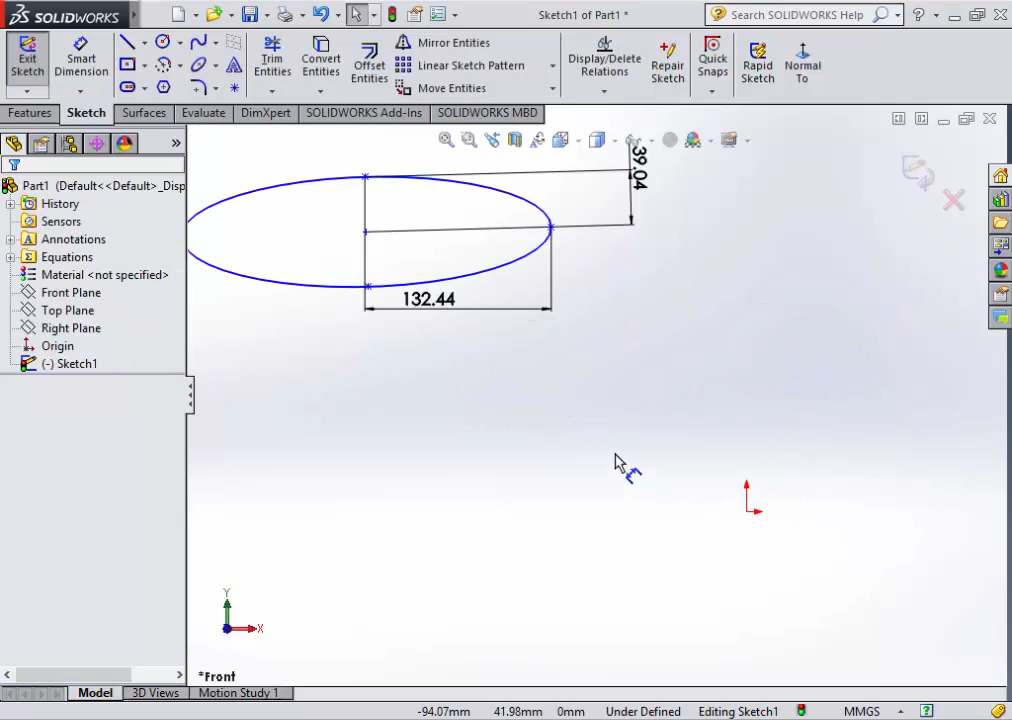 SOLIDWORKS
Sketch1 of Part1 *
Search SOLIDWORKS Help
?
Exit Sketch
Smart Dimension
Trim Entities
Convert Entities
Offset Entities
Mirror Entities
Linear Sketch Pattern
Move Entities
Display/Delete Relations
Repair Sketch
Quick Snaps
Rapid Sketch
Normal To
Features
Sketch
Surfaces
Evaluate
DimXpert
SOLIDWORKS Add-Ins
SOLIDWORKS MBD
Part1 (Default<<Default>_Disp
History
Sensors
Annotations
Equations
Material <not specified>
Front Plane
Top Plane
Right Plane
Origin
(-) Sketch1
39.04
132.44
Y
X
*Front
Model
3D Views
Motion Study 1
-94.07mm
41.98mm
0mm
Under Defined
Editing Sketch1
MMGS
?